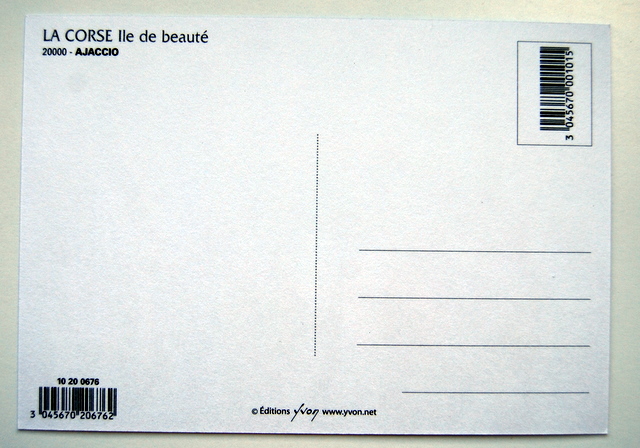 LA CORSE Ile de beauté
20000 - AJACCIO
3 045670 001015
10 20 0676
3 045670 206762
© Éditions Yvon www.yvon.net